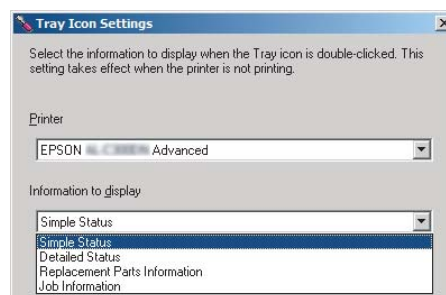 Tray Icon Settings
Select the information to display when the Tray icon is double-clicked. This
setting takes effect when the printer is not printing.
Printer
EPSON Advanced
Information to display
Simple Status
Simple Status
Detailed Status
Replacement Parts Information
Job Information